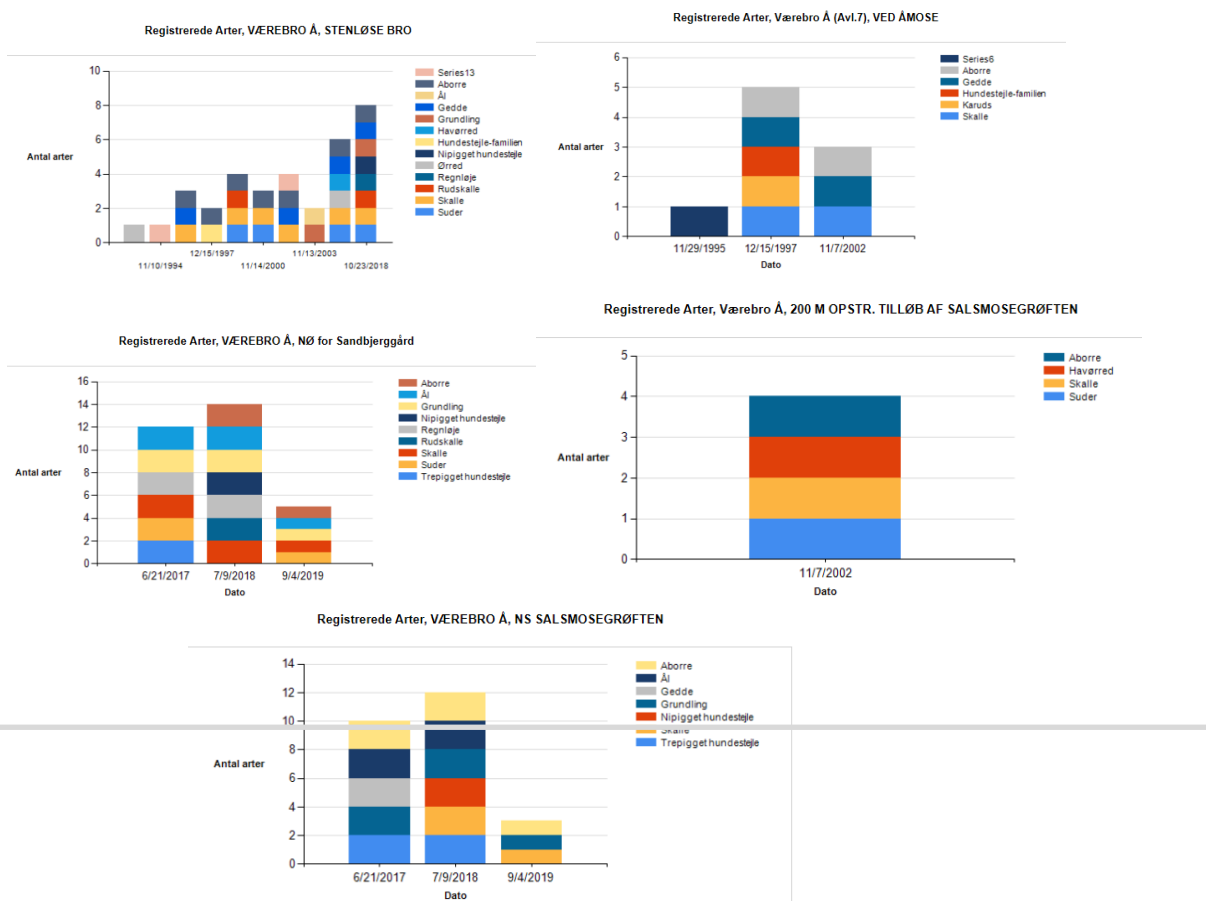 Registrerede Arter, VÆREBRO Å, STENLØSE BRO
10
8
6
4
2
0
Antal arter
12/15/1997
11/13/2003
11/10/1994
11/14/2000
10/23/2018
Series13
Aborre
Ål
Gedde
Grundling
Havørred
Hundestejle-familien
Nipigget hundestejle
Ørred
Regnløje
Rudskalle
Skalle
Suder
Registrerede Arter, Værebro Å (Avl.7), VED ÅMOSE
6
5
4
3
2
1
0
Antal arter
11/29/1995
12/15/1997
11/7/2002
Dato
Series6
Aborre
Gedde
Hundestejle-familien
Karuds
Skalle
Registrerede Arter, VÆREBRO Å, NØ for Sandbjerggård
16
14
12
10
8
6
4
2
0
Antal arter
6/21/2017
7/9/2018
9/4/2019
Dato
Aborre
Ål
Grundling
Nipigget hundestejle
Regnløje
Rudskalle
Skalle
Suder
Trepigget hundestejle
Registrerede Arter, Værebro Å, 200 M OPSTR. TILLØB AF SALSMOSEGRØFTEN
5
4
3
2
1
0
Antal arter
11/7/2002
Dato
Aborre
Havørred
Skalle
Suder
Registrerede Arter, VÆREBRO Å, NS SALSMOSEGRØFTEN
14
12
10
8
6
4
2
0
Antal arter
6/21/2017
7/9/2018
9/4/2019
Dato
Aborre
Ål
Gedde
Grundling
Nipigget hundestejle
Skalle
Trepigget hundestejle